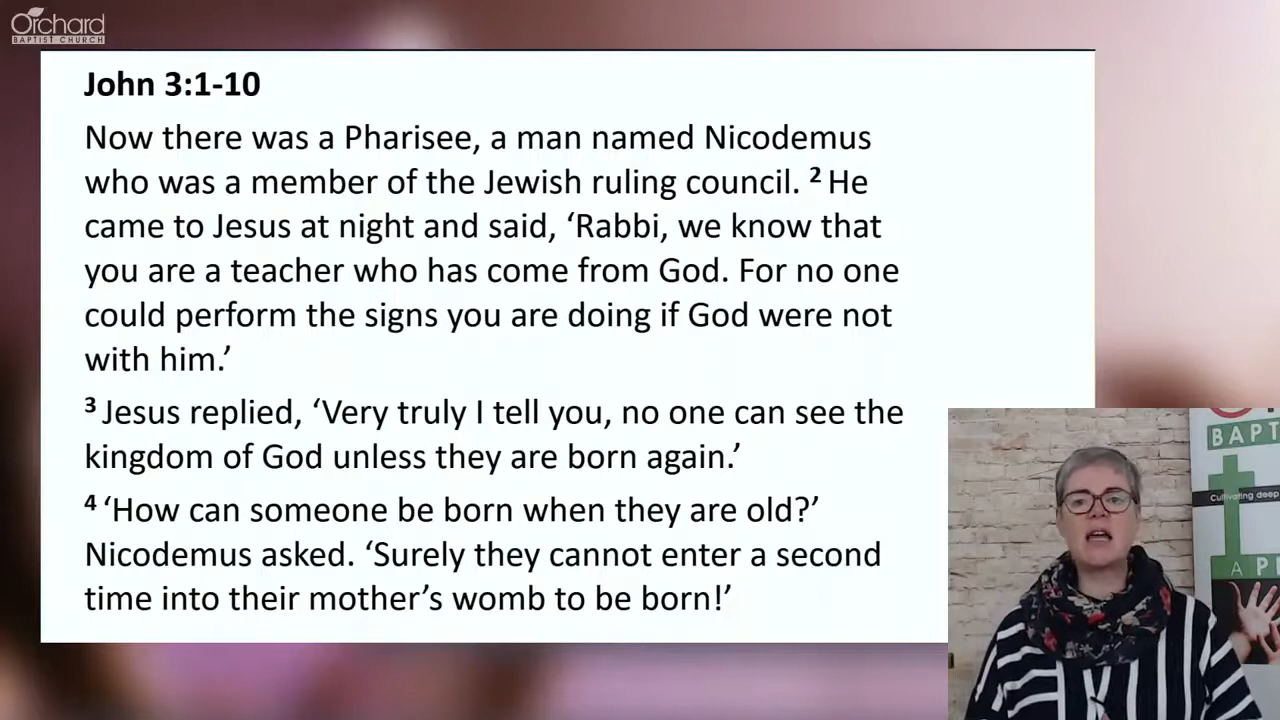 Orchard
BAPTIST CHURCH
John 3:1-10
Now there was a Pharisee, a man named Nicodemus
who was a member of the Jewish ruling council. ² He
came to Jesus at night and said, ‘Rabbi, we know that
you are a teacher who has come from God. For no one
could perform the signs you are doing if God were not
with him.’
³ Jesus replied, ‘Very truly I tell you, no one can see the
kingdom of God unless they are born again.’
⁴ ‘How can someone be born when they are old?’
Nicodemus asked. ‘Surely they cannot enter a second
time into their mother’s womb to be born!’
BAPT
Cultivating deep
A P